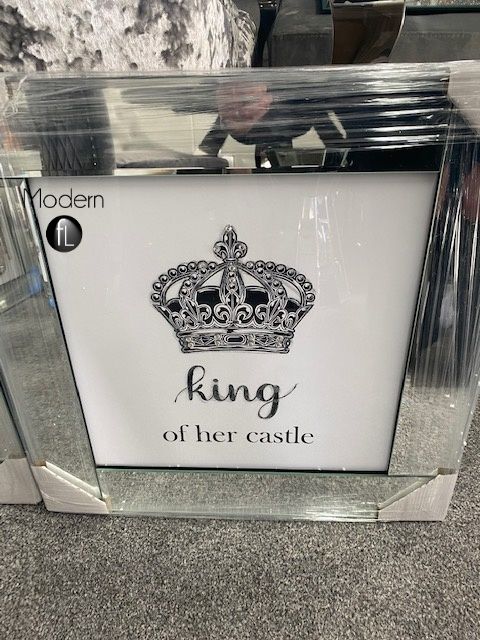 Modern
fL
king
of her castle